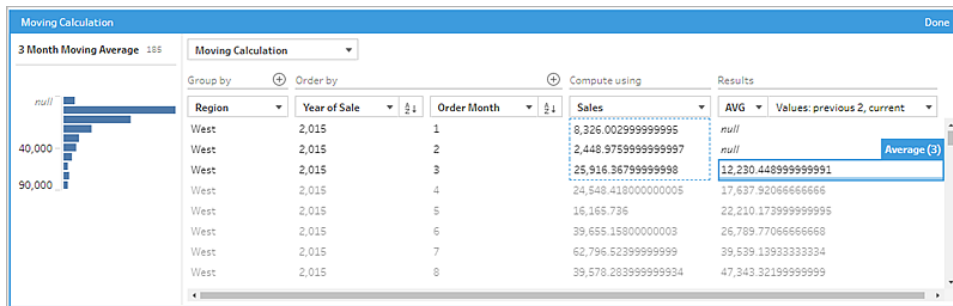 Moving Calculation Done
3 Month Moving Average 185 Moving Calculation
Group by Order by Compute using Results
Region Year of Sale Order Month Sales AVG Values: previous 2, current
null
40,000
90,000
West 2,015 1 8,326.002999999995 null
West 2,015 2 2,448.9759999999997 null Average (3)
West 2,015 3 25,916.36799999998 12,230.448999999991
West 2,015 4 24,548.418000000005 17,637.92066666666
West 2,015 5 16,165.736 22,210.173999999995
West 2,015 6 39,655.15800000003 26,789.77066666668
West 2,015 7 62,796.52399999999 39,539.13933333334
West 2,015 8 39,578.283999999934 47,343.32199999999